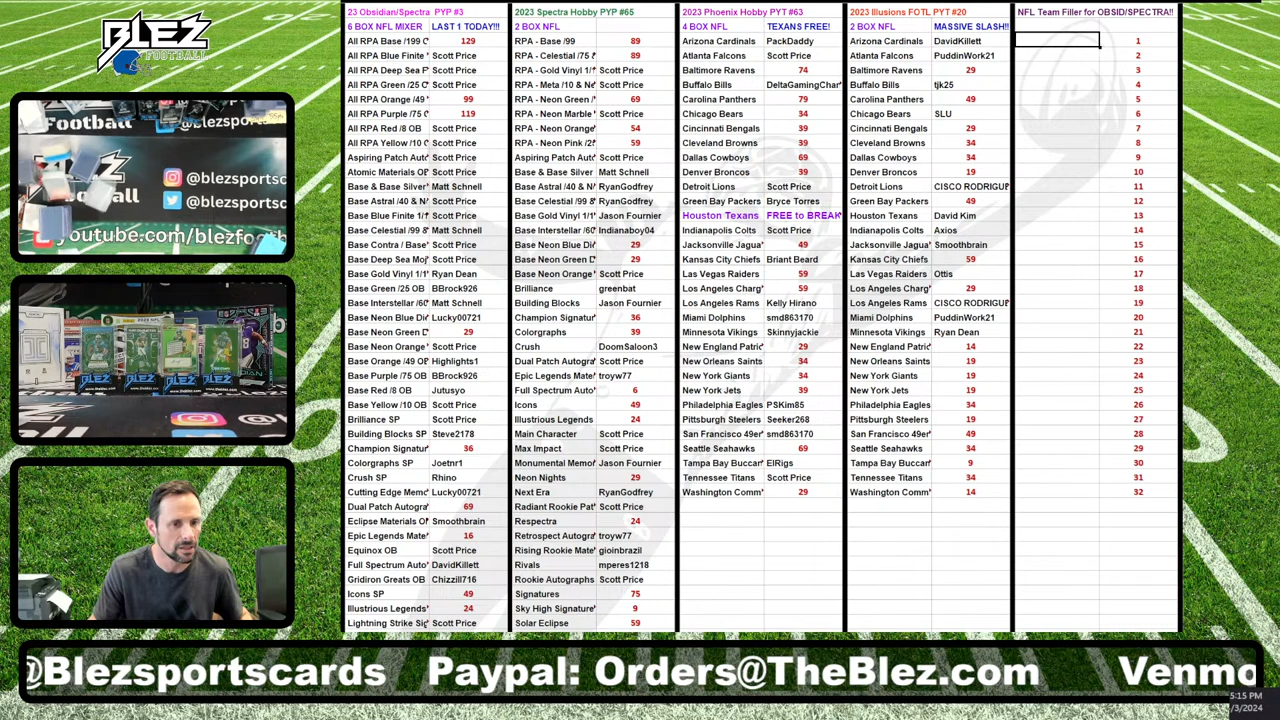 BLEZ
FOOTBALL
Football
@blezsportsc
@blezsportsc
youtube.com/blezfootb
BLEZ
23 Obsidian/Spectra PYP #3
6 BOX NFL MIXER LAST 1 TODAY!!!
All RPA Base /199 C 129
All RPA Blue Finite Scott Price
All RPA Deep Sea F Scott Price
All RPA Green /25 C Scott Price
All RPA Orange /49 99
All RPA Purple /75 C 119
All RPA Red /8 OB Scott Price
All RPA Yellow /10 C Scott Price
Aspiring Patch Aut Scott Price
Atomic Materials OB Scott Price
Base & Base Silver Matt Schnell
Base Astral /40 & N Matt Schnell
Base Blue Finite 1/ Scott Price
Base Celestial /99 & Matt Schnell
Base Contra / Base Scott Price
Base Deep Sea Moj Scott Price
Base Gold Vinyl 1/1 Ryan Dean
Base Green /25 OB BBrock926
Base Interstellar /60 Matt Schnell
Base Neon Blue Di Lucky00721
Base Neon Green D 29
Base Neon Orange Scott Price
Base Orange /49 OB Highlights1
Base Purple /75 OB BBrock926
Base Red /8 OB Jutusyo
Base Yellow /10 OB Scott Price
Brilliance SP Scott Price
Building Blocks SP Steve2178
Champion Signatur 36
Colorgraphs SP Joetnr1
Crush SP Rhino
Cutting Edge Memo Lucky00721
Dual Patch Autogra 69
Eclipse Materials O Smoothbrain
Epic Legends Mate 16
Equinox OB Scott Price
Full Spectrum Auto DavidKillett
Gridiron Greats OB Chizzill716
Icons SP 49
Illustrious Legends 24
Lightning Strike Sig Scott Price
2023 Spectra Hobby PYP #65
2 BOX NFL
RPA - Base /99 89
RPA - Celestial /75 & 89
RPA - Gold Vinyl 1/ Scott Price
RPA - Meta /10 & N Scott Price
RPA - Neon Green / 69
RPA - Neon Marble Scott Price
RPA - Neon Orange 54
RPA - Neon Pink /2 59
Aspiring Patch Auto Scott Price
Base & Base Silver Matt Schnell
Base Astral /40 & N RyanGodfrey
Base Celestial /99 & RyanGodfrey
Base Gold Vinyl 1/1 Jason Fournier
Base Interstellar /60 Indianaboy04
Base Neon Blue Di 29
Base Neon Green D 29
Base Neon Orange Scott Price
Brilliance greenbat
Building Blocks Jason Fournier
Champion Signatur 36
Colorgraphs 39
Crush DoomSaloon3
Dual Patch Autogra Scott Price
Epic Legends Mate troyw77
Full Spectrum Auto 6
Icons 49
Illustrious Legends 24
Main Character Scott Price
Max Impact Scott Price
Monumental Memo Jason Fournier
Neon Nights 29
Next Era RyanGodfrey
Radiant Rookie Pat Scott Price
Respectra 24
Retrospect Autogra troyw77
Rising Rookie Mate gioinbrazil
Rivals mperes1218
Rookie Autographs Scott Price
Signatures 75
Sky High Signature 9
Solar Eclipse 59
2023 Phoenix Hobby PYT #63
4 BOX NFL TEXANS FREE!
Arizona Cardinals PackDaddy
Atlanta Falcons Scott Price
Baltimore Ravens 74
Buffalo Bills DeltaGamingChar
Carolina Panthers 79
Chicago Bears 34
Cincinnati Bengals 39
Cleveland Browns 39
Dallas Cowboys 69
Denver Broncos 39
Detroit Lions Scott Price
Green Bay Packers Bryce Torres
Houston Texans FREE to BREAK
Indianapolis Colts Scott Price
Jacksonville Jagua 49
Kansas City Chiefs Briant Beard
Las Vegas Raiders 59
Los Angeles Charg 59
Los Angeles Rams Kelly Hirano
Miami Dolphins smd863170
Minnesota Vikings Skinnyjackie
New England Patric 29
New Orleans Saints 34
New York Giants 34
New York Jets 39
Philadelphia Eagles PSKim85
Pittsburgh Steelers Seeker268
San Francisco 49er smd863170
Seattle Seahawks 69
Tampa Bay Buccan ElRigs
Tennessee Titans Scott Price
Washington Comm 29
2023 Illusions FOTL PYT #20
2 BOX NFL MASSIVE SLASH!!
Arizona Cardinals DavidKillett
Atlanta Falcons PuddinWork21
Baltimore Ravens 29
Buffalo Bills tjk25
Carolina Panthers 49
Chicago Bears SLU
Cincinnati Bengals 29
Cleveland Browns 34
Dallas Cowboys 34
Denver Broncos 19
Detroit Lions CISCO RODRIGU
Green Bay Packers 49
Houston Texans David Kim
Indianapolis Colts Axios
Jacksonville Jagua Smoothbrain
Kansas City Chiefs 59
Las Vegas Raiders Ottis
Los Angeles Charg 29
Los Angeles Rams CISCO RODRIGU
Miami Dolphins PuddinWork21
Minnesota Vikings Ryan Dean
New England Patric 14
New Orleans Saints 19
New York Giants 19
New York Jets 19
Philadelphia Eagles 34
Pittsburgh Steelers 19
San Francisco 49er 49
Seattle Seahawks 34
Tampa Bay Buccan 9
Tennessee Titans 34
Washington Comm 14
NFL Team Filler for OBSID/SPECTRA!!
1
2
3
4
5
6
7
8
9
10
11
12
13
14
15
16
17
18
19
20
21
22
23
24
25
26
27
28
29
30
31
32
@Blezsportscards Paypal: Orders@TheBlez.com Venmo
5:15 PM
/3/2024